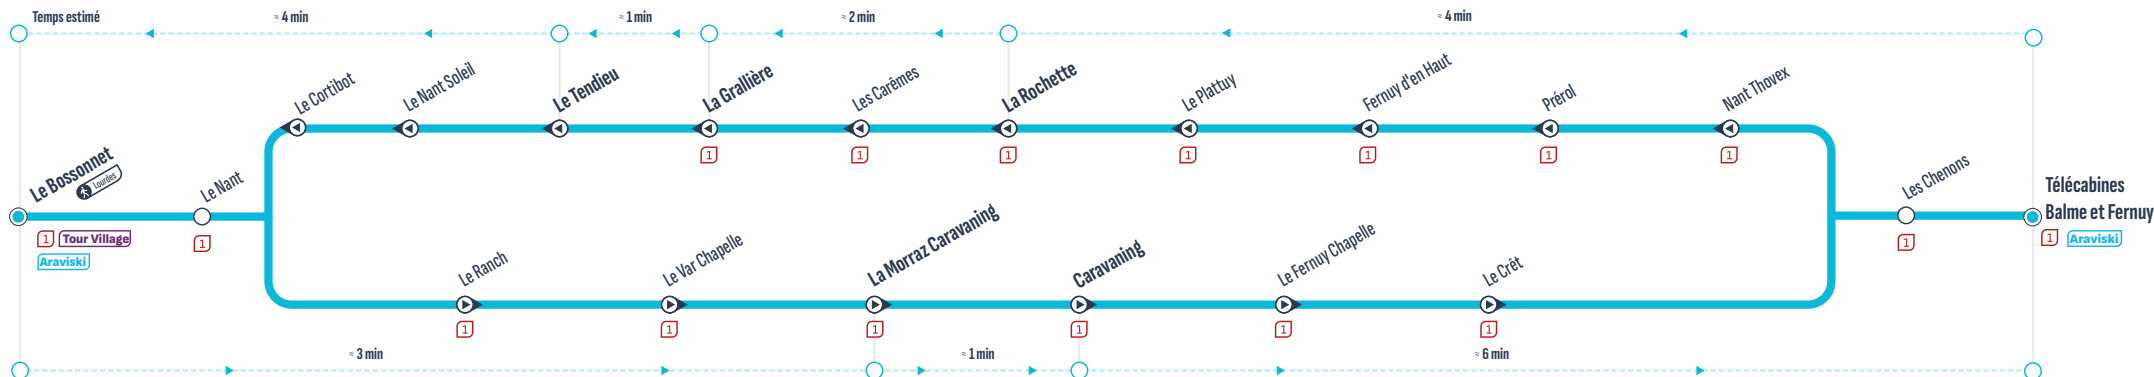 Temps estimé
≈ 4 min
≈ 1 min
≈ 2 min
≈ 4 min
Le Cortibot
Le Nant Soleil
Le Tendieu
La Grallière
Les Carêmes
La Rochette
Le Plattuy
Fernuy d'en Haut
Prérol
Nant Thovex
1
1
1
1
1
1
1
Le Bossonnet
Lourdes
1 Tour Village
Araviski
Le Nant
1
Les Chenons
1
Télécabines
Balme et Fernuy
1 Araviski
Le Ranch
Le Var Chapelle
La Morraz Caravaning
Caravaning
Le Fernuy Chapelle
Le Crêt
1
1
1
1
1
1
≈ 3 min
≈ 1 min
≈ 6 min